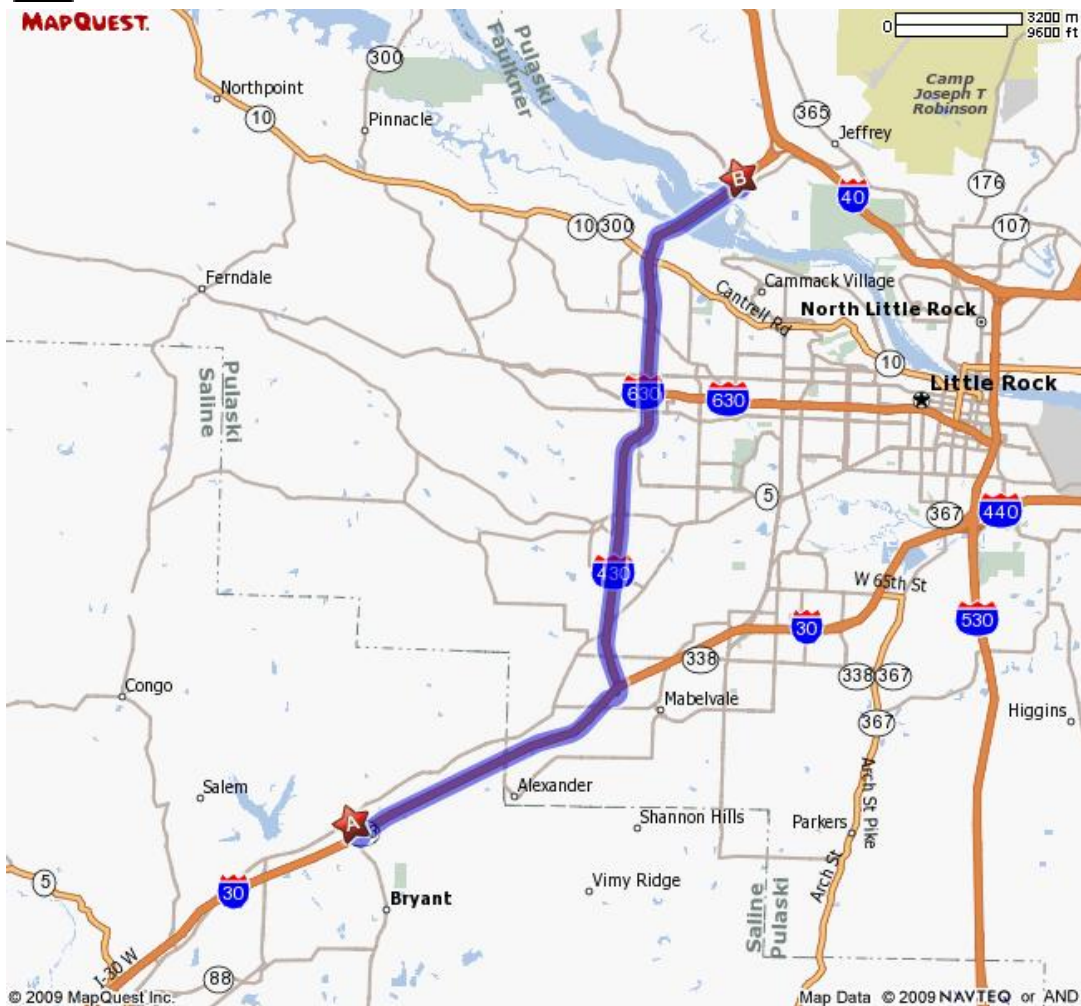 MAPQUEST.
3200 m
0
9600 ft
Pulaski
Faulkner
300
Camp
Joseph T
Robinson
Northpoint
10
Pinnacle
365
Jeffrey
B
40
176
107
10
300
Ferndale
Cammack Village
Cantrell Rd
North Little Rock
Pulaski
Saline
10
Little Rock
630
630
5
367
440
430
W 65th St
30
530
338
338
367
Congo
Mabelvale
367
Higgins
Salem
Alexander
Arch St Pike
A
Shannon Hills
Parkers
5
30
Vimy Ridge
Arch St
Bryant
Saline
Pulaski
I-30 W
88
© 2009 MapQuest Inc.
Map Data © 2009 NAVTEQ or AND